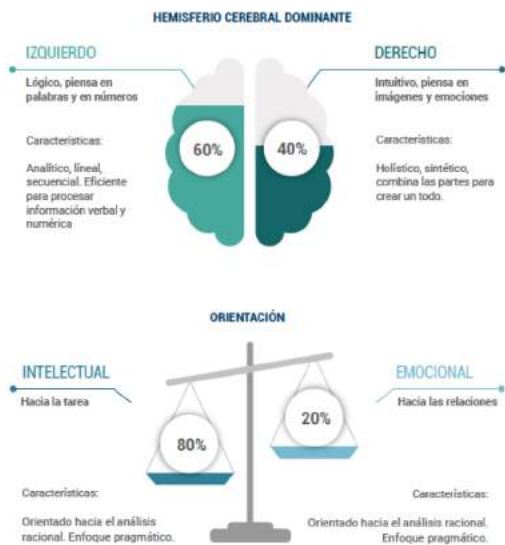 HEMISFERIO CEREBRAL DOMINANTE
IZQUIERDO
Lógico, piensa en
palabras y en números
Características:
Analítico, líneal,
secuencial. Eficiente
para procesar
información verbal y
numérica
60%
40%
DERECHO
Intuitivo, piensa en
imágenes y emociones
Características:
Holístico, sintético,
combina las partes para
crear un todo.
ORIENTACIÓN
INTELECTUAL
Hacia la tarea
80%
Características:
Orientado hacia el análisis
racional. Enfoque pragmático.
EMOCIONAL
Hacia las relaciones
20%
Características:
Orientado hacia el análisis racional.
Enfoque pragmático.